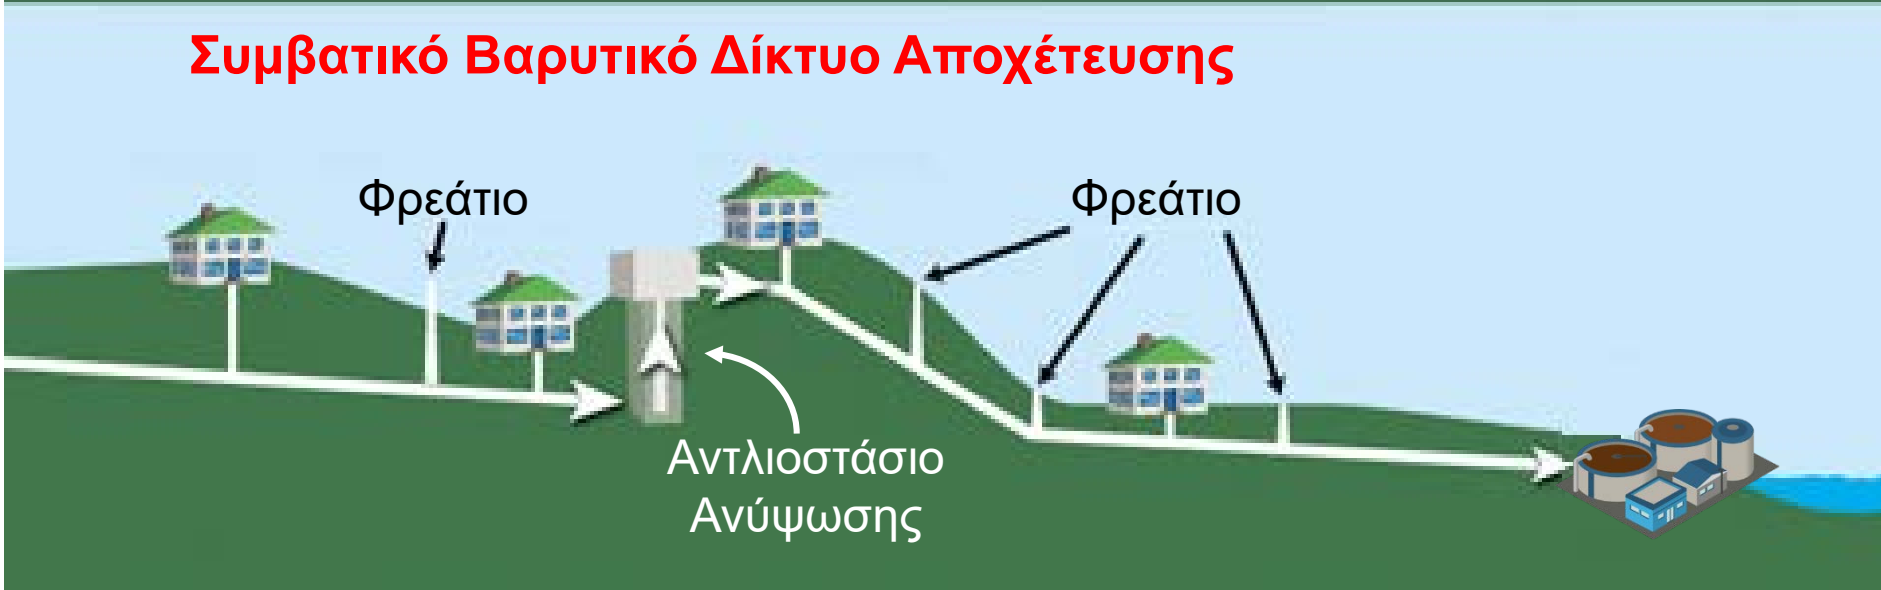 Συμβατικό Βαρυτικό Δίκτυο Αποχέτευσης
Φρεάτιο
Φρεάτιο
Αντλιοστάσιο
Ανύψωσης